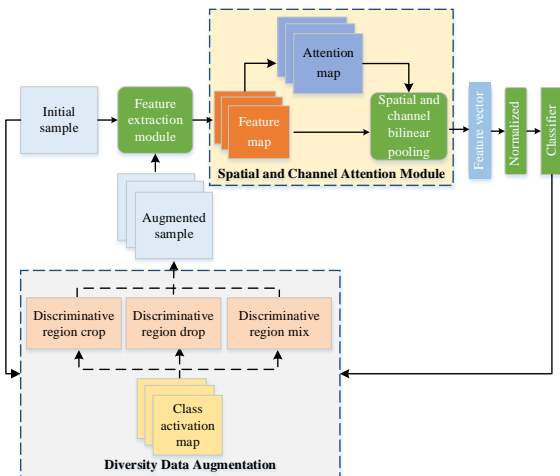 Initial
sample
Feature
extraction
module
Attention
map
Feature
map
Spatial and
channel
bilinear
pooling
Spatial and Channel Attention Module
Feature vector
Normalized
Classifier
Augmented
sample
Discriminative
region crop
Discriminative
region drop
Discriminative
region mix
Class
activation
map
Diversity Data Augmentation